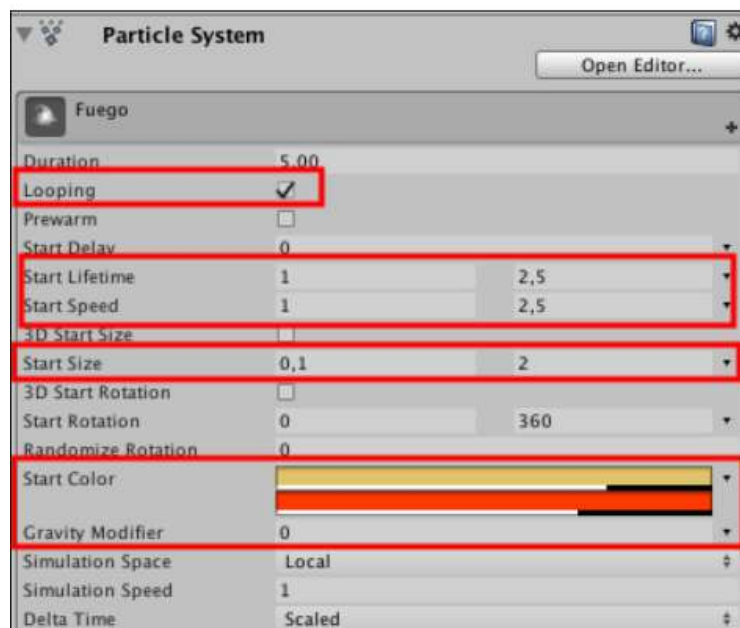 Particle System
Open Editor...
Fuego
Duration 5.00
Looping
Prewarm
Start Delay 0
Start Lifetime 1 2,5
Start Speed 1 2,5
3D Start Size
Start Size 0,1 2
3D Start Rotation
Start Rotation 0 360
Randomize Rotation 0
Start Color
Gravity Modifier 0
Simulation Space Local
Simulation Speed 1
Delta Time Scaled